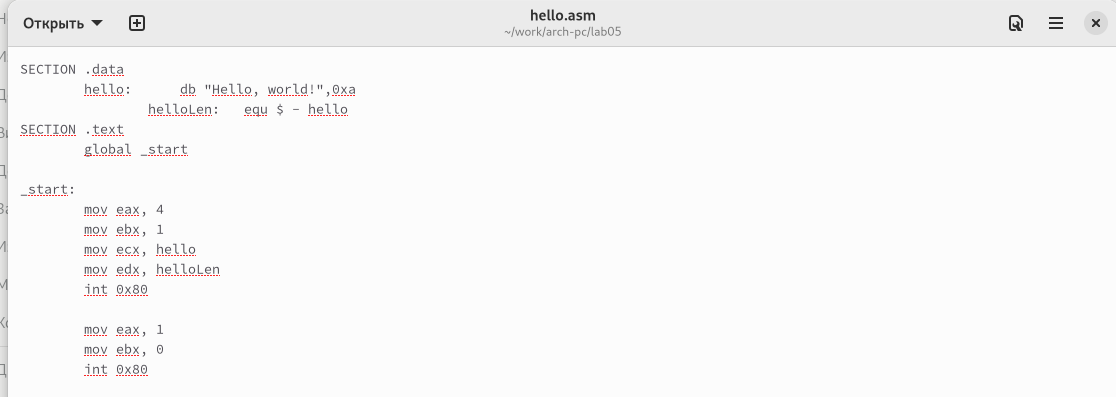 Открыть
hello.asm
~/work/arch-pc/lab05
SECTION .data
hello: db "Hello, world!",0xa
helloLen: equ $ - hello
SECTION .text
global _start
_start:
mov eax, 4
mov ebx, 1
mov ecx, hello
mov edx, helloLen
int 0x80
mov eax, 1
mov ebx, 0
int 0x80